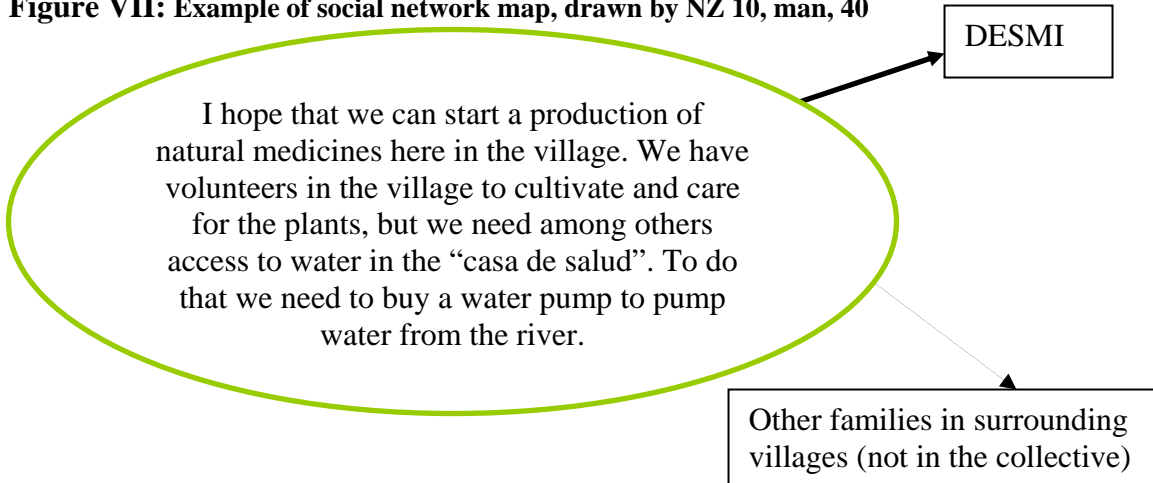 Figure VII: Example of social network map, drawn by NZ 10, man, 40
DESMI
I hope that we can start a production of
natural medicines here in the village. We have
volunteers in the village to cultivate and care
for the plants, but we need among others
access to water in the “casa de salud”. To do
that we need to buy a water pump to pump
water from the river.
Other families in surrounding
villages (not in the collective)